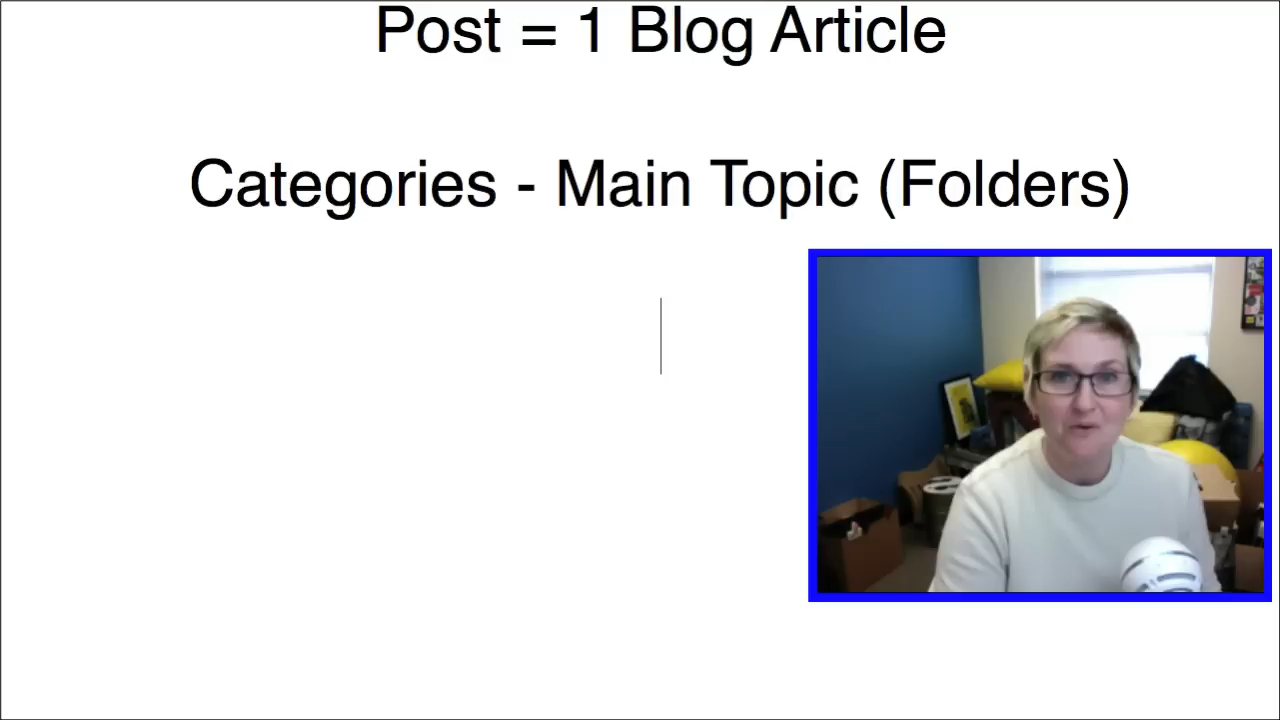 Post = 1 Blog Article
Categories - Main Topic (Folders)